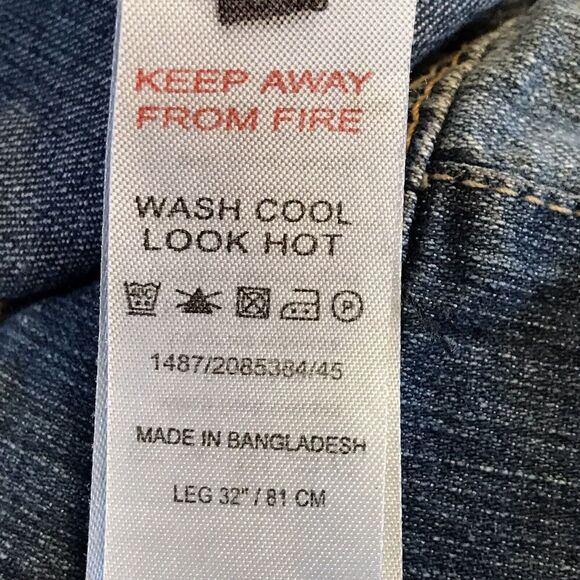 KEEP AWAY
FROM FIRE
WASH COOL
LOOK HOT
P
1487/2085384/45
MADE IN BANGLADESH
LEG 32" / 81 CM